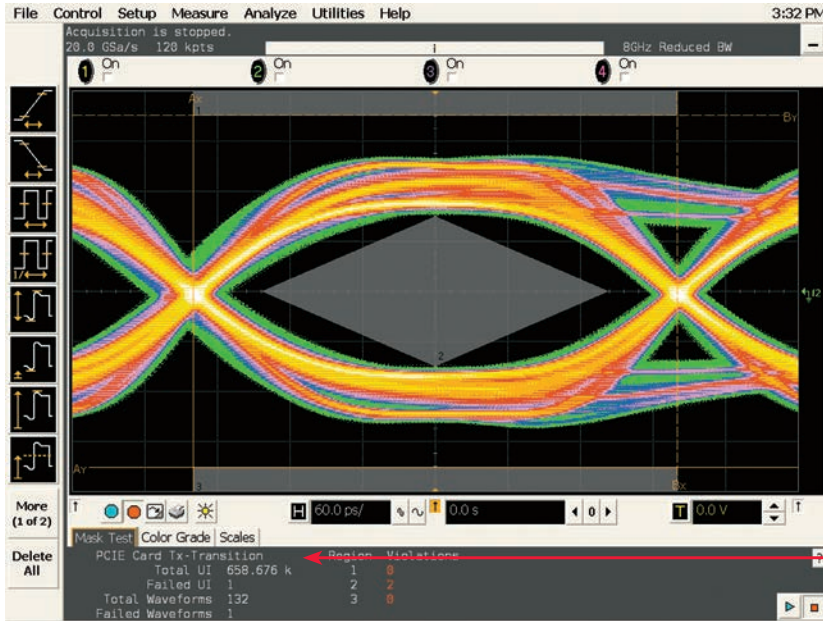 File Control Setup Measure Analyze Utilities Help 3:32 PM
Acquisition is stopped.
20.0 GSa/s 120 kpts 8GHz Reduced BW
1 On 2 On 3 On 4 On
Ax
1
By
2
Ay
3
Bx
More
(1 of 2)
Delete
All
H 60.0 ps/ 0.0 s 0 T 0.0 V
Mask Test Color Grade Scales
PCIE Card Tx-Transition Region Violations
Total UI 658.676 k 1 0
Failed UI 1 2 2
Total Waveforms 132 3 0
Failed Waveforms 1